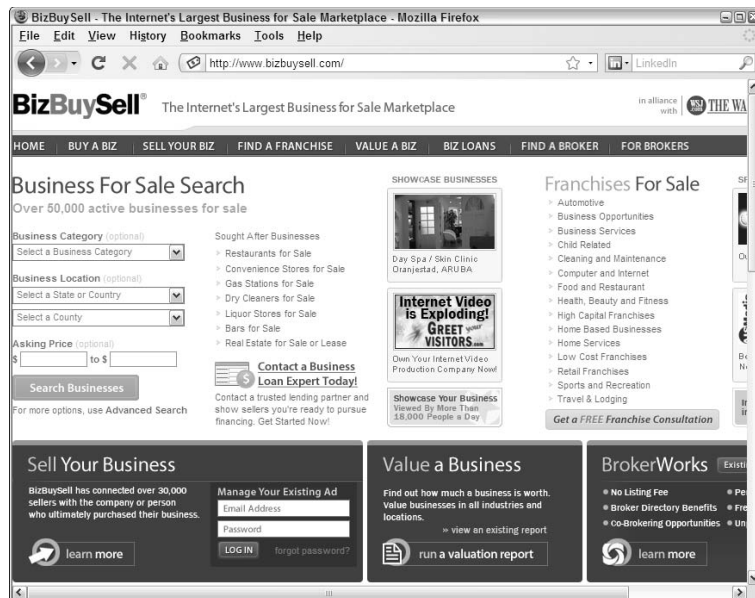 BizBuySell - The Internet's Largest Business for Sale Marketplace - Mozilla Firefox
File Edit View History Bookmarks Tools Help
http://www.bizbuysell.com/
LinkedIn
BizBuySell® The Internet's Largest Business for Sale Marketplace
in alliance with WSJ.com THE WA
HOME BUY A BIZ SELL YOUR BIZ FIND A FRANCHISE VALUE A BIZ BIZ LOANS FIND A BROKER FOR BROKERS
Business For Sale Search
Over 50,000 active businesses for sale
Business Category (optional)
Select a Business Category
Business Location (optional)
Select a State or Country
Select a County
Asking Price (optional)
$ to $
Search Businesses
For more options, use Advanced Search
Sought After Businesses
Restaurants for Sale
Convenience Stores for Sale
Gas Stations for Sale
Dry Cleaners for Sale
Liquor Stores for Sale
Bars for Sale
Real Estate for Sale or Lease
Contact a Business
Loan Expert Today!
Contact a trusted lending partner and
show sellers you're ready to pursue
financing. Get Started Now!
SHOWCASE BUSINESSES
Day Spa / Skin Clinic
Oranjestad, ARUBA
Internet Video
is Exploding!
GREET your
VISITORS.com
Own Your Internet Video
Production Company Now!
Showcase Your Business
Viewed By More Than
18,000 People a Day
Franchises For Sale
Automotive
Business Opportunities
Business Services
Child Related
Cleaning and Maintenance
Computer and Internet
Food and Restaurant
Health, Beauty and Fitness
High Capital Franchises
Home Based Businesses
Home Services
Low Cost Franchises
Retail Franchises
Sports and Recreation
Travel & Lodging
Get a FREE Franchise Consultation
Sell Your Business
BizBuySell has connected over 30,000
sellers with the company or person
who ultimately purchased their business.
learn more
Manage Your Existing Ad
Email Address
Password
LOG IN forgot password?
Value a Business
Find out how much a business is worth.
Value businesses in all industries and
locations.
» view an existing report
run a valuation report
BrokerWorks Existi
No Listing Fee Pe
Broker Directory Benefits Fre
Co-Brokering Opportunities Un
learn more